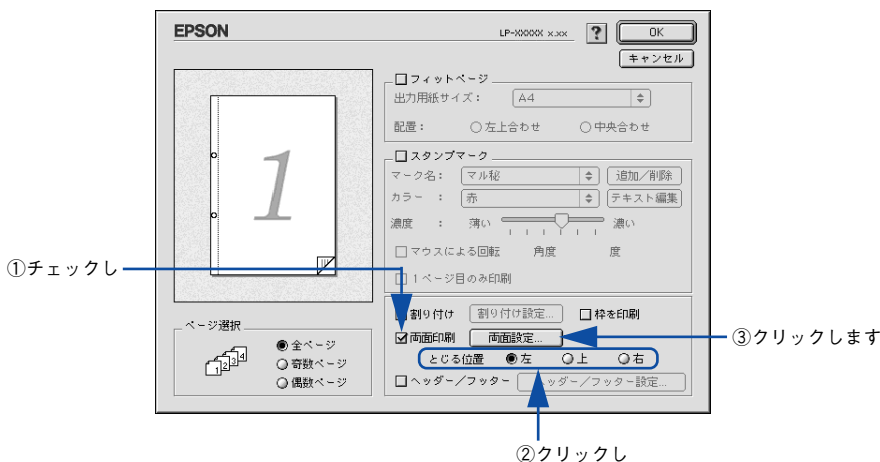 EPSON
LP-XXXXX x.xx
?
OK
キャンセル
フィットページ
出力用紙サイズ: A4
配置: 左上合わせ 中央合わせ
1
スタンプマーク
マーク名: マル秘 追加／削除
カラー : 赤 テキスト編集
濃度 : 薄い 濃い
マウスによる回転 角度 度
1ページ目のみ印刷
①チェックし
割り付け 割り付け設定... 枠を印刷
両面印刷 両面設定...
③クリックします
とじる位置 左 上 右
ヘッダー／フッター ヘッダー／フッター設定...
ページ選択
1 2 3 4
全ページ
奇数ページ
偶数ページ
②クリックし